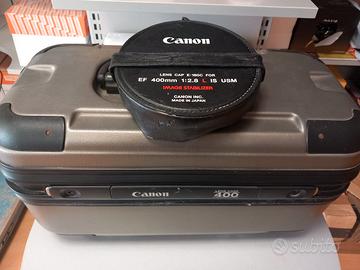 Canon
LENS CAP E-185C FOR
EF 400mm 1:2.8 L IS USM
IMAGE STABILIZER
CANON INC.
MADE IN JAPAN
Canon
400
subito